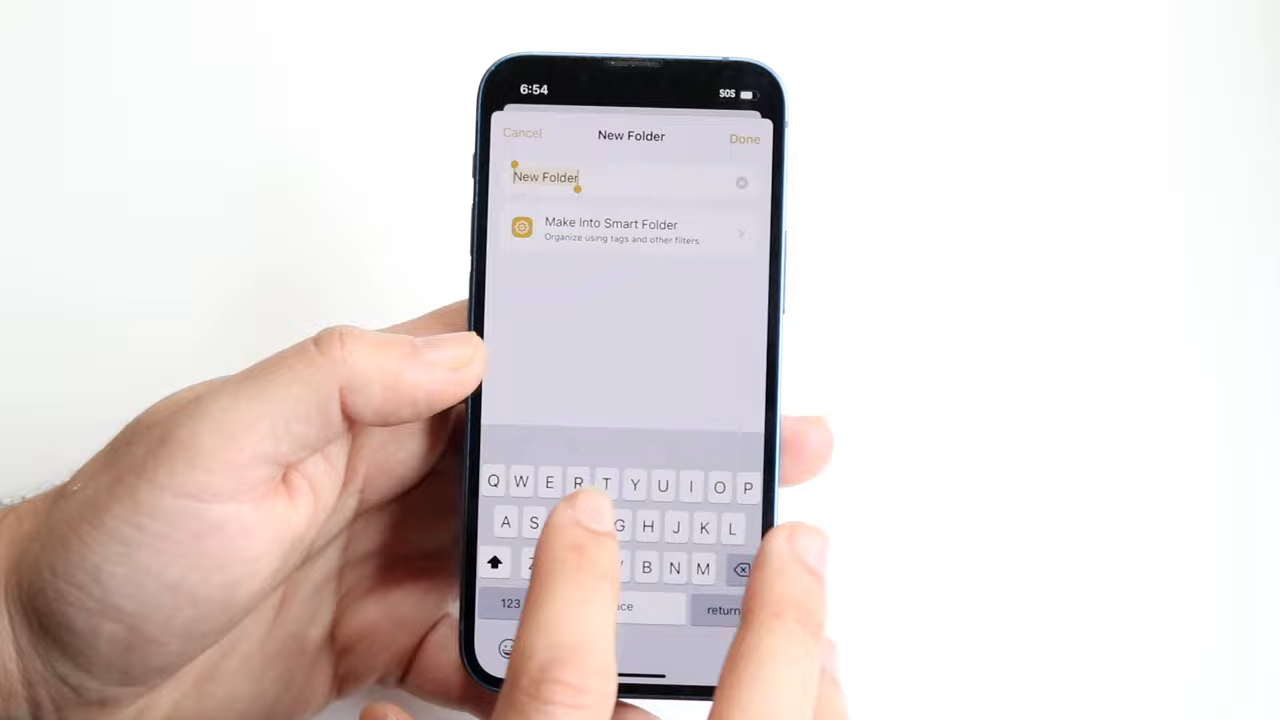 6:54 SOS
Cancel New Folder Done
New Folder
Make Into Smart Folder
Organize using tags and other filters
Q W E R T Y U I O P
A S G H J K L
Z B N M
123 return